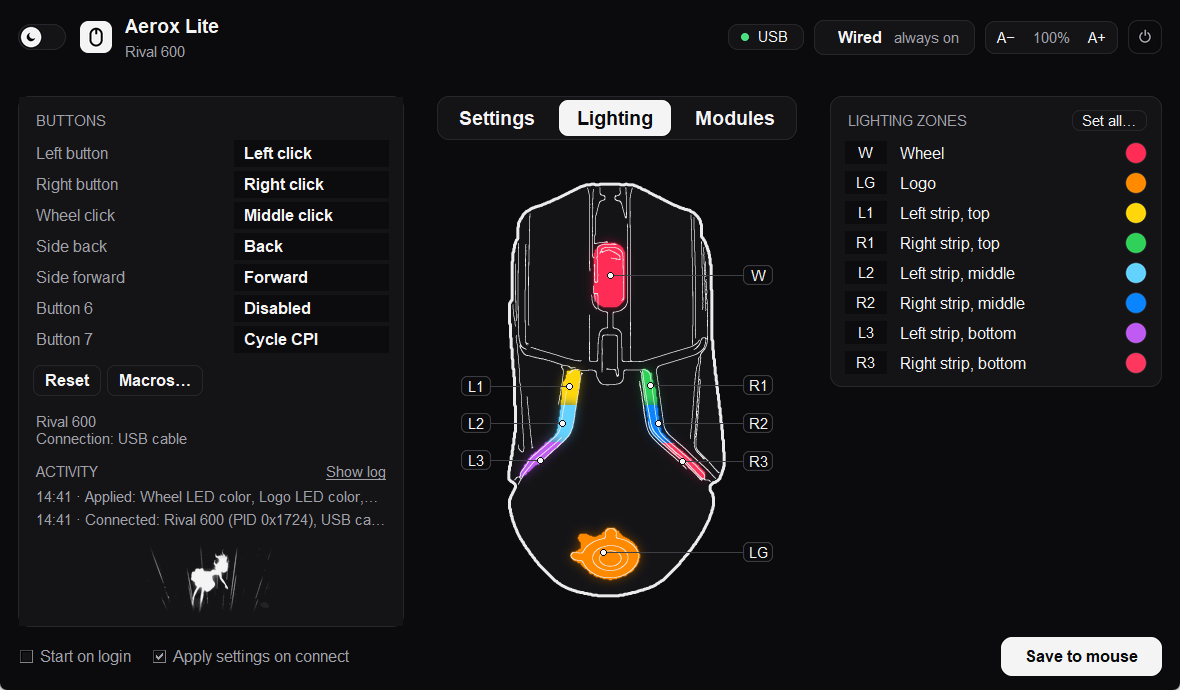 Aerox Lite
Rival 600
USB
Wired always on
A− 100% A+
BUTTONS
Left button Left click
Right button Right click
Wheel click Middle click
Side back Back
Side forward Forward
Button 6 Disabled
Button 7 Cycle CPI
Reset Macros...
Rival 600
Connection: USB cable
ACTIVITY Show log
14:41 · Applied: Wheel LED color, Logo LED color,...
14:41 · Connected: Rival 600 (PID 0x1724), USB ca...
Start on login Apply settings on connect
Settings Lighting Modules
W
L1 R1
L2 R2
L3 R3
LG
LIGHTING ZONES Set all...
W Wheel
LG Logo
L1 Left strip, top
R1 Right strip, top
L2 Left strip, middle
R2 Right strip, middle
L3 Left strip, bottom
R3 Right strip, bottom
Save to mouse